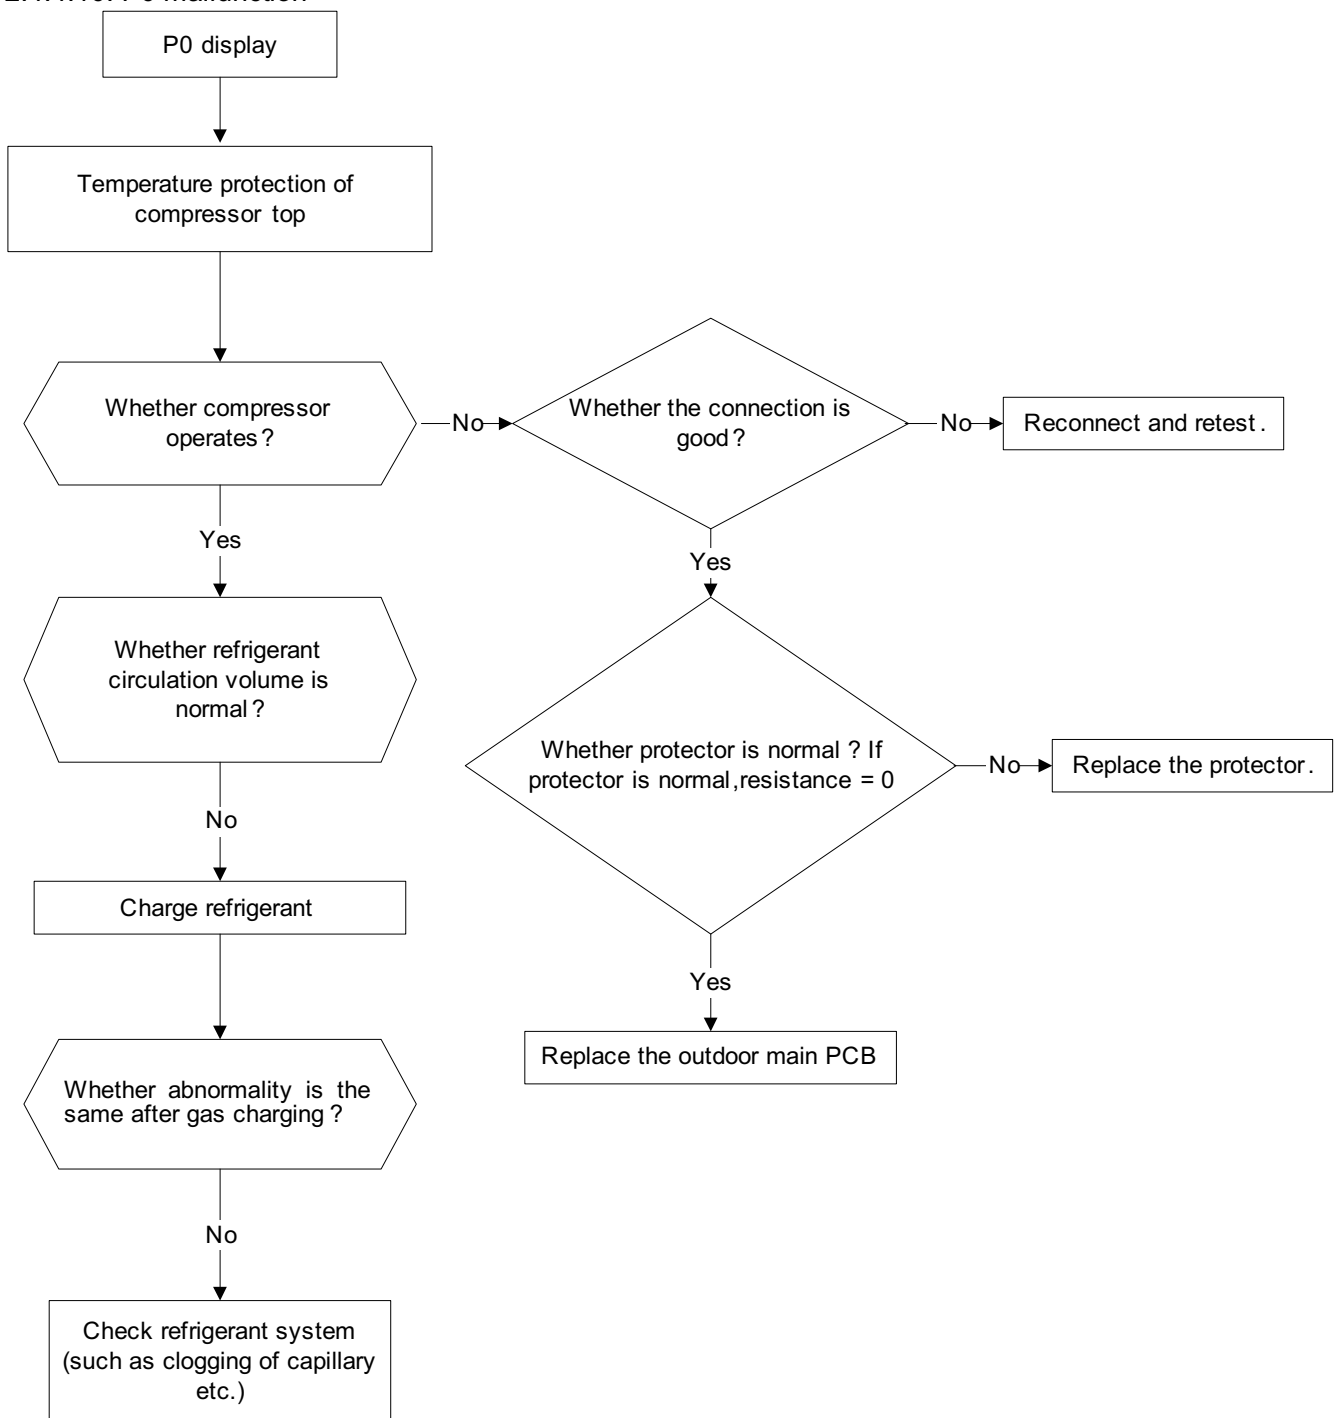 P0 display
Temperature protection of
compressor top
Whether compressor
operates?
No
Whether the connection is
good?
No
Reconnect and retest.
Yes
Yes
Whether refrigerant
circulation volume is
normal?
Whether protector is normal? If
protector is normal,resistance = 0
No
Replace the protector.
No
Charge refrigerant
Yes
Replace the outdoor main PCB
Whether abnormality is the
same after gas charging?
No
Check refrigerant system
(such as clogging of capillary
etc.)